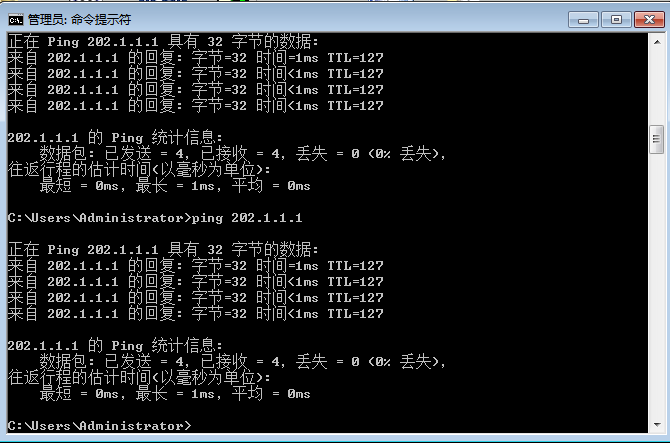 管理员: 命令提示符
正在 Ping 202.1.1.1 具有 32 字节的数据:
来自 202.1.1.1 的回复: 字节=32 时间=1ms TTL=127
来自 202.1.1.1 的回复: 字节=32 时间<1ms TTL=127
来自 202.1.1.1 的回复: 字节=32 时间<1ms TTL=127
来自 202.1.1.1 的回复: 字节=32 时间<1ms TTL=127
202.1.1.1 的 Ping 统计信息:
数据包: 已发送 = 4, 已接收 = 4, 丢失 = 0 (0% 丢失),
往返行程的估计时间(以毫秒为单位):
最短 = 0ms, 最长 = 1ms, 平均 = 0ms
C:\Users\Administrator>ping 202.1.1.1
正在 Ping 202.1.1.1 具有 32 字节的数据:
来自 202.1.1.1 的回复: 字节=32 时间=1ms TTL=127
来自 202.1.1.1 的回复: 字节=32 时间<1ms TTL=127
来自 202.1.1.1 的回复: 字节=32 时间<1ms TTL=127
来自 202.1.1.1 的回复: 字节=32 时间<1ms TTL=127
202.1.1.1 的 Ping 统计信息:
数据包: 已发送 = 4, 已接收 = 4, 丢失 = 0 (0% 丢失),
往返行程的估计时间(以毫秒为单位):
最短 = 0ms, 最长 = 1ms, 平均 = 0ms
C:\Users\Administrator>